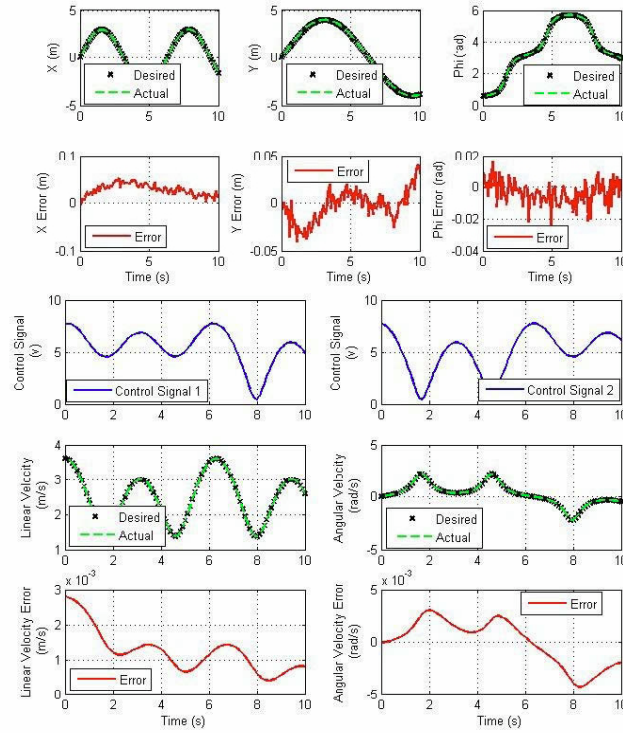 X (m)
5
0
-5
0 5 10
Desired
Actual
Y (m)
5
0
-5
0 5 10
Desired
Actual
Phi (rad)
6
4
2
0
0 5 10
Desired
Actual
X Error (m)
0.1
0
-0.1
0 5 10
Error
Time (s)
Y Error (m)
0.05
0
-0.05
0 5 10
Error
Time (s)
Phi Error (rad)
0.02
0
-0.02
-0.04
0 5 10
Error
Time (s)
Control Signal
(v)
10
5
0
0 2 4 6 8 10
Control Signal 1
Control Signal
(v)
10
5
0
0 2 4 6 8 10
Control Signal 2
Linear Velcity
(m/s)
4
3
2
1
0 2 4 6 8 10
Desired
Actual
Angular Velocity
(rad/s)
5
0
-5
0 2 4 6 8 10
Desired
Actual
Linear Velocity Error
(m/s)
x 10-3
3
2
1
0
0 2 4 6 8 10
Error
Time (s)
Angular Velocity Error
(rad/s)
x 10-3
5
0
-5
0 2 4 6 8 10
Error
Time (s)